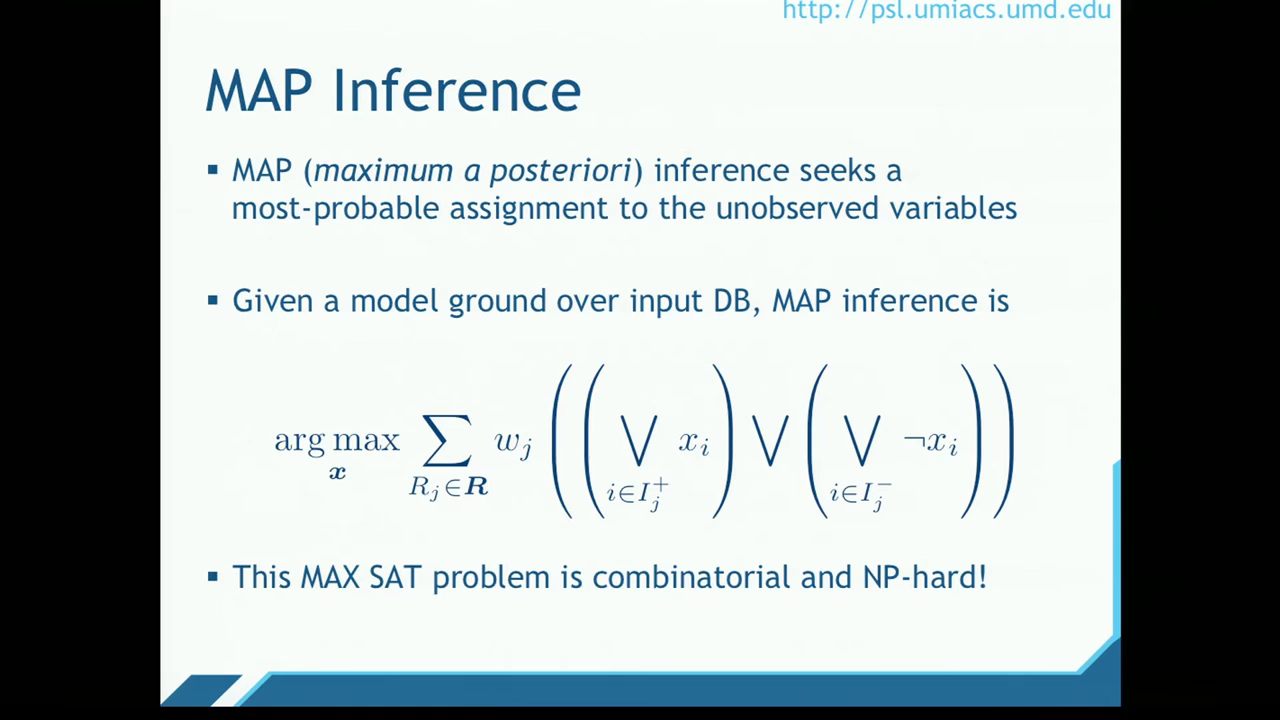 http://psl.umiacs.umd.edu
MAP Inference
▪ MAP (maximum a posteriori) inference seeks a
most-probable assignment to the unobserved variables
▪ Given a model ground over input DB, MAP inference is
arg max_x ∑_{R_j∈R} w_j ( ( ⋁_{i∈I_j^+} x_i ) ⋁ ( ⋁_{i∈I_j^-} ¬x_i ) )
▪ This MAX SAT problem is combinatorial and NP-hard!